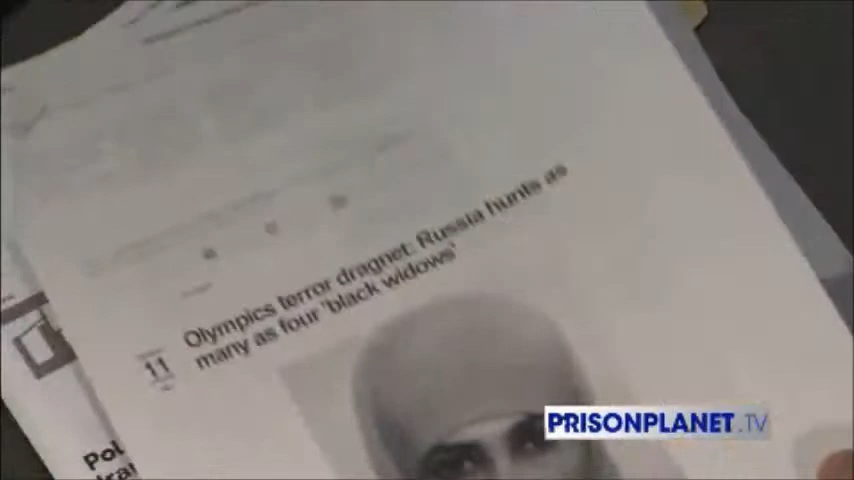 Olympics terror dragnet: Russia hunts as
many as four 'black widows'
11
Pol
PRISONPLANET.TV